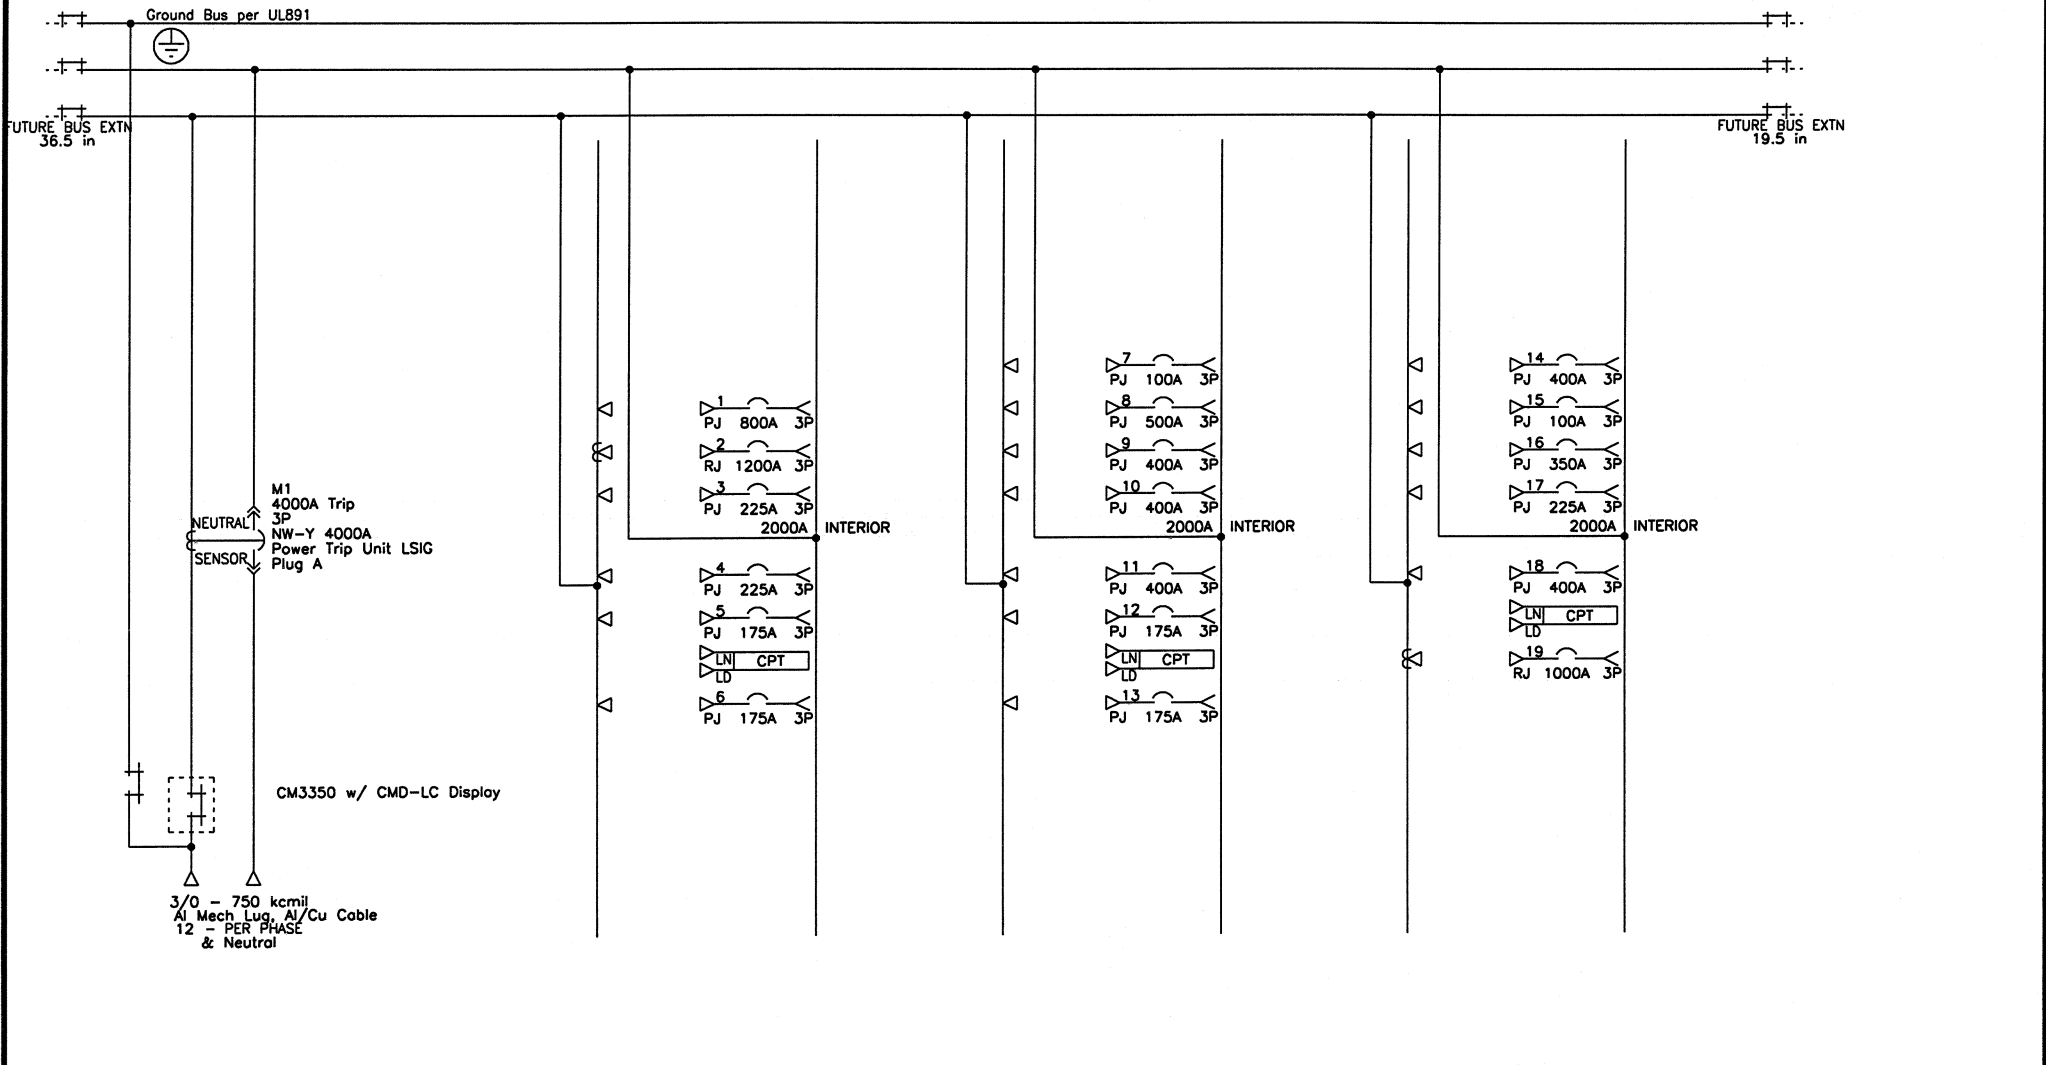 Ground Bus per UL891
FUTURE BUS EXTN
36.5 in
FUTURE BUS EXTN
19.5 in
M1
4000A Trip
3P
NW-Y 4000A
Power Trip Unit LSIG
Plug A
NEUTRAL
SENSOR
CM3350 w/ CMD-LC Display
3/0 - 750 kcmil
Al Mech Lug, Al/Cu Cable
12 - PER PHASE
& Neutral
1
PJ 800A 3P
2
RJ 1200A 3P
3
PJ 225A 3P
2000A INTERIOR
4
PJ 225A 3P
5
PJ 175A 3P
LN CPT
LD
6
PJ 175A 3P
7
PJ 100A 3P
8
PJ 500A 3P
9
PJ 400A 3P
10
PJ 400A 3P
2000A INTERIOR
11
PJ 400A 3P
12
PJ 175A 3P
LN CPT
LD
13
PJ 175A 3P
14
PJ 400A 3P
15
PJ 100A 3P
16
PJ 350A 3P
17
PJ 225A 3P
2000A INTERIOR
18
PJ 400A 3P
LN CPT
LD
19
RJ 1000A 3P